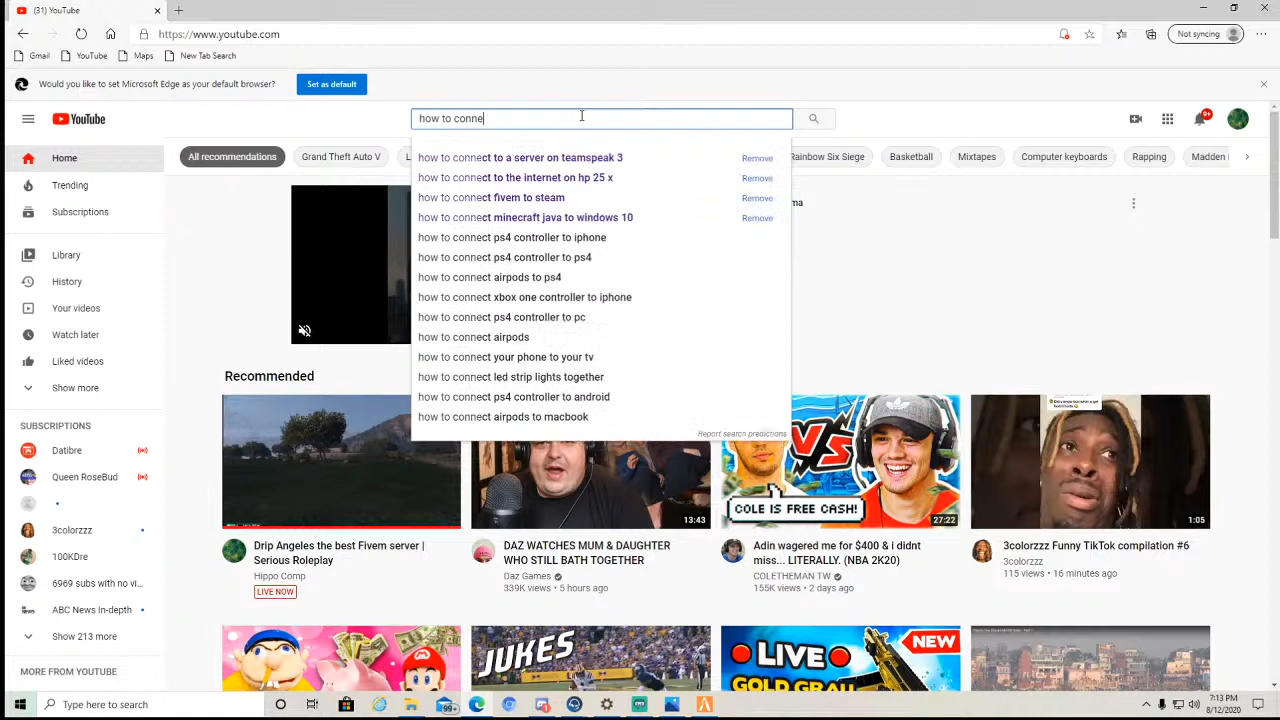 (31) YouTube
https://www.youtube.com
Not syncing
Gmail
YouTube
Maps
New Tab Search
Would you like to set Microsoft Edge as your default browser?
Set as default
YouTube
how to conne
9+
Home
All recommendations
Grand Theft Auto V
L
Rainbow Six Siege
Basketball
Mixtapes
Computer keyboards
Rapping
Madden
how to connect to a server on teamspeak 3
Remove
how to connect to the internet on hp 25 x
Remove
how to connect fivem to steam
Remove
how to connect minecraft java to windows 10
Remove
how to connect ps4 controller to iphone
how to connect ps4 controller to ps4
how to connect airpods to ps4
how to connect xbox one controller to iphone
how to connect ps4 controller to pc
how to connect airpods
how to connect your phone to your tv
how to connect led strip lights together
how to connect ps4 controller to android
how to connect airpods to macbook
Report search predictions
ma
Trending
Subscriptions
Library
History
Your videos
Watch later
Liked videos
Show more
SUBSCRIPTIONS
Datibre
Queen RoseBud
3colorzzz
100KDre
6969 subs with no vi...
ABC News In-depth
Show 213 more
MORE FROM YOUTUBE
Recommended
Drip Angeles the best Fivem server |
Serious Roleplay
Hippo Comp
LIVE NOW
13:43
DAZ WATCHES MUM & DAUGHTER
WHO STILL BATH TOGETHER
Daz Games
339K views • 5 hours ago
VS
COLE IS FREE CASH!
27:22
Adin wagered me for $400 & i didnt
miss... LITERALLY. (NBA 2K20)
COLETHEMAN TW
155K views • 2 days ago
1:05
3colorzzz Funny TikTok compilation #6
3colorzzz
115 views • 16 minutes ago
JUKES
LIVE
NEW
GOLD GRAU
Type here to search
99+
7:13 PM
8/12/2020